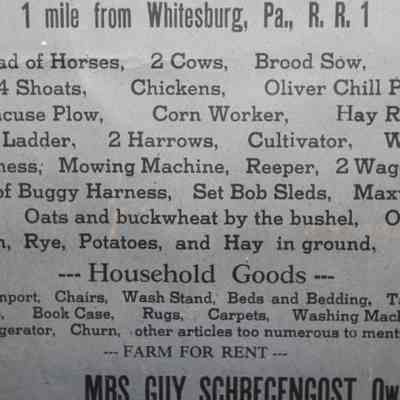 1 mile from Whitesburg, Pa., R. R. 1
ad of Horses, 2 Cows, Brood Sow,
4 Shoats, Chickens, Oliver Chill P
acuse Plow, Corn Worker, Hay R
Ladder, 2 Harrows, Cultivator, W
ness, Mowing Machine, Reeper, 2 Wag
of Buggy Harness, Set Bob Sleds, Max
Oats and buckwheat by the bushel, O
n, Rye, Potatoes, and Hay in ground,
--- Household Goods ---
nport, Chairs, Wash Stand, Beds and Bedding, T
s, Book Case, Rugs, Carpets, Washing Mac
gerator, Churn, other articles too numerous to ment
--- FARM FOR RENT ---
MRS GUY SCHRECENGOST Ow